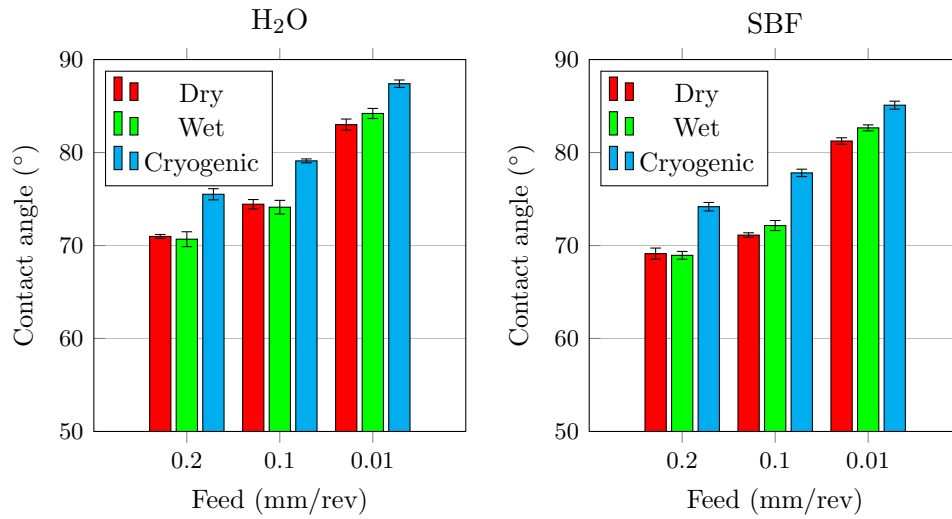 H₂O
90
80
70
60
50
Contact angle (°)
Dry
Wet
Cryogenic
0.2 0.1 0.01
Feed (mm/rev)
SBF
90
80
70
60
50
Contact angle (°)
Dry
Wet
Cryogenic
0.2 0.1 0.01
Feed (mm/rev)